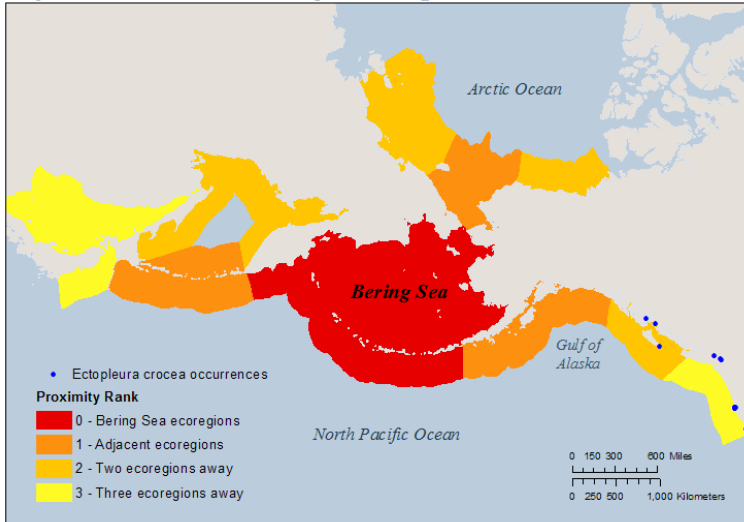 Arctic Ocean
Bering Sea
Gulf of
Alaska
Ectopleura crocea occurrences
Proximity Rank
0 - Bering Sea ecoregions
1 - Adjacent ecoregions
2 - Two ecoregions away
3 - Three ecoregions away
North Pacific Ocean
0 150 300 600 Miles
0 250 500 1,000 Kilometers